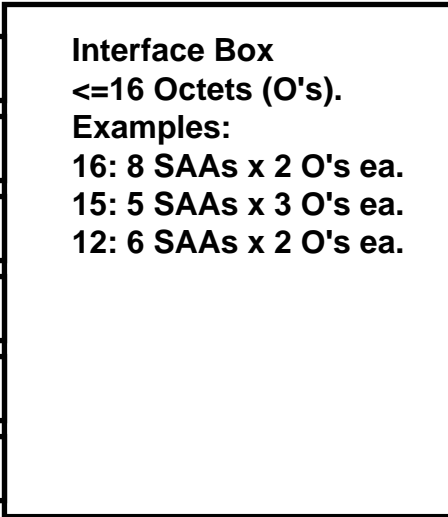 Interface Box
<=16 Octets (O's).
Examples:
16: 8 SAAs x 2 O's ea.
15: 5 SAAs x 3 O's ea.
12: 6 SAAs x 2 O's ea.